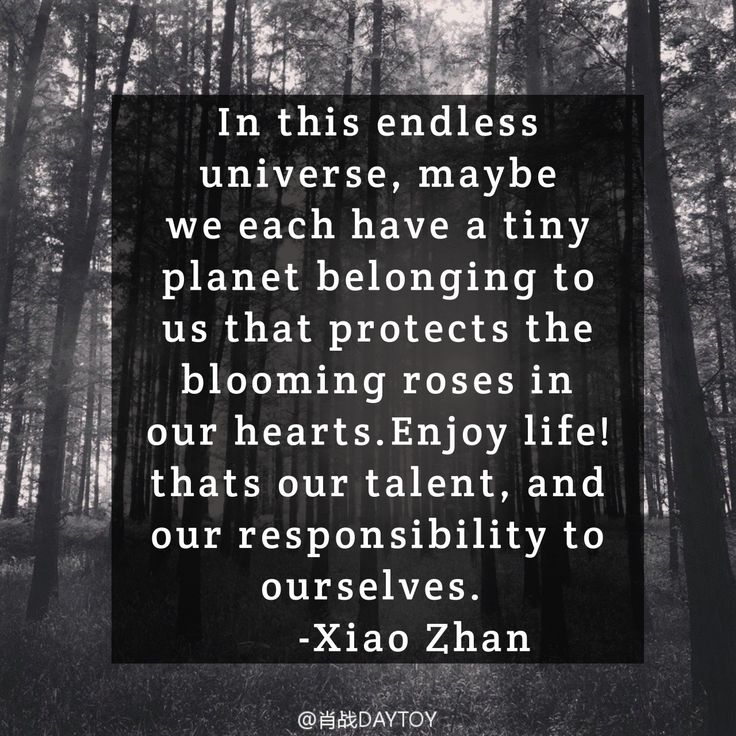 In this endless
universe, maybe
we each have a tiny
planet belonging to
us that protects the
blooming roses in
our hearts.Enjoy life!
thats our talent, and
our responsibility to
ourselves.
-Xiao Zhan
@肖战DAYTOY